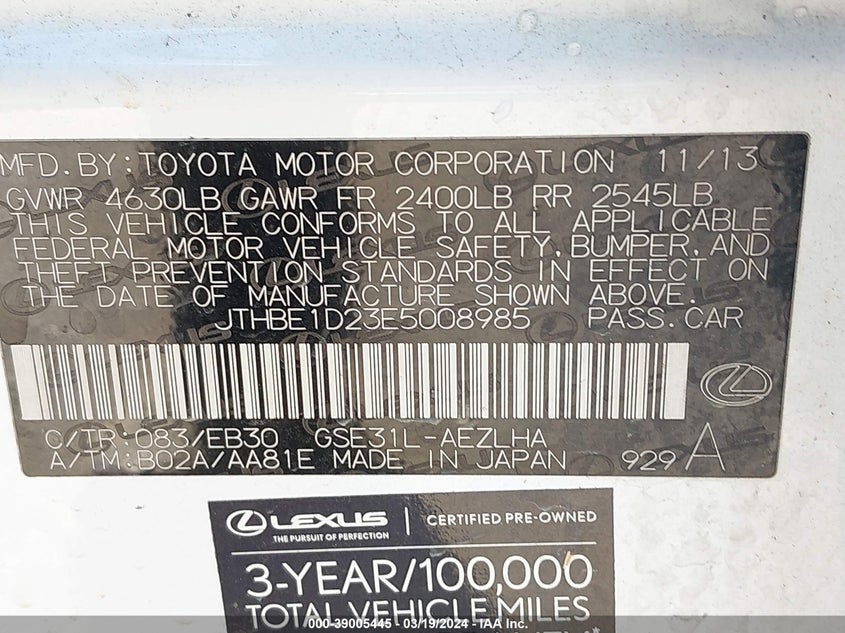 MFD.BY:TOYOTA MOTOR CORPORATION 11/13
GVWR 4630LB GAWR FR 2400LB RR 2545LB
THIS VEHICLE CONFORMS TO ALL APPLICABLE
FEDERAL MOTOR VEHICLE SAFETY, BUMPER, AND
THEFT PREVENTION STANDARDS IN EFFECT ON
THE DATE OF MANUFACTURE SHOWN ABOVE.
JTHBE1D23E5008985 PASS.CAR
C/TR:083/EB30 GSE31L-AEZLHA
A/TM:B02A/AA81E MADE IN JAPAN 929 A
LEXUS CERTIFIED PRE-OWNED
THE PURSUIT OF PERFECTION
3-YEAR/100,000
TOTAL VEHICLE MILES
000-39005445 - 03/19/2024 - IAA Inc.